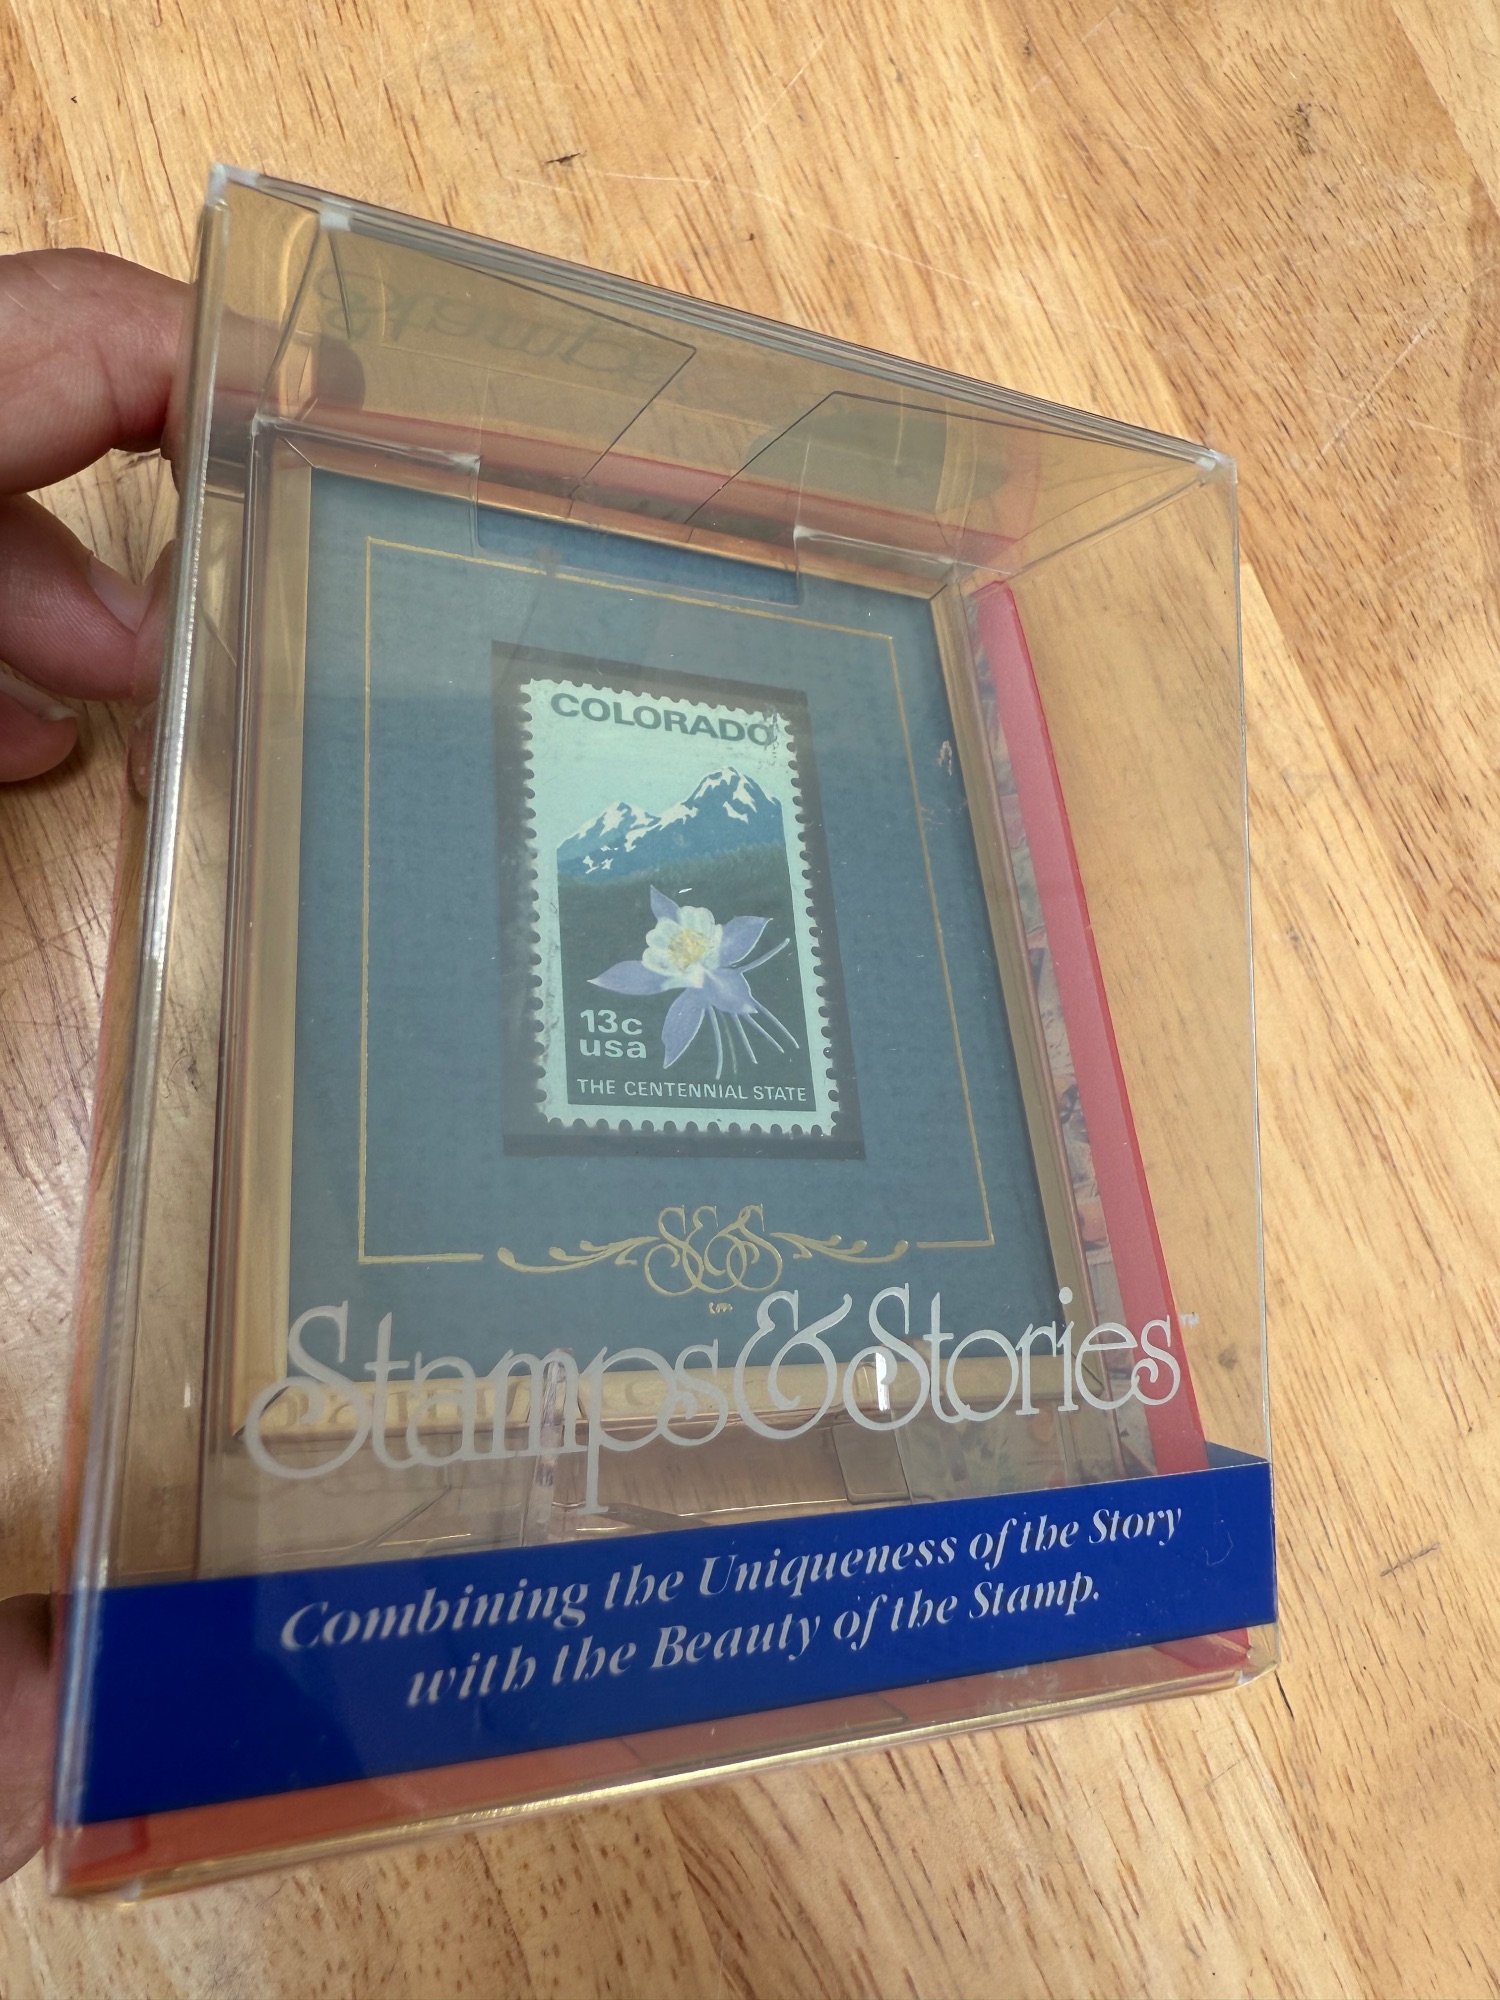 COLORADO
13c
usa
THE CENTENNIAL STATE
S&S
Stamps & Stories™
Combining the Uniqueness of the Story
with the Beauty of the Stamp.